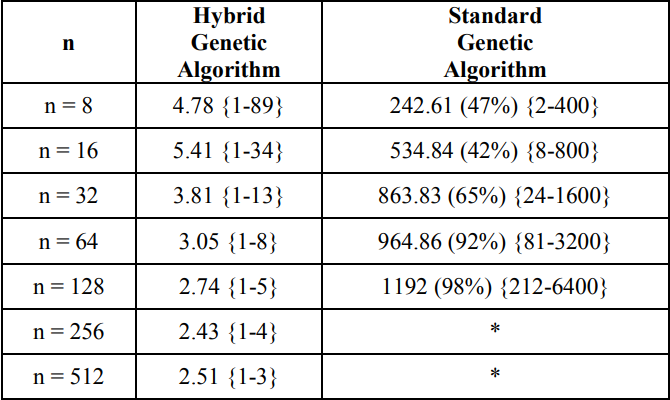 n Hybrid Genetic Algorithm Standard Genetic Algorithm
n = 8 4.78 {1-89} 242.61 (47%) {2-400}
n = 16 5.41 {1-34} 534.84 (42%) {8-800}
n = 32 3.81 {1-13} 863.83 (65%) {24-1600}
n = 64 3.05 {1-8} 964.86 (92%) {81-3200}
n = 128 2.74 {1-5} 1192 (98%) {212-6400}
n = 256 2.43 {1-4} *
n = 512 2.51 {1-3} *